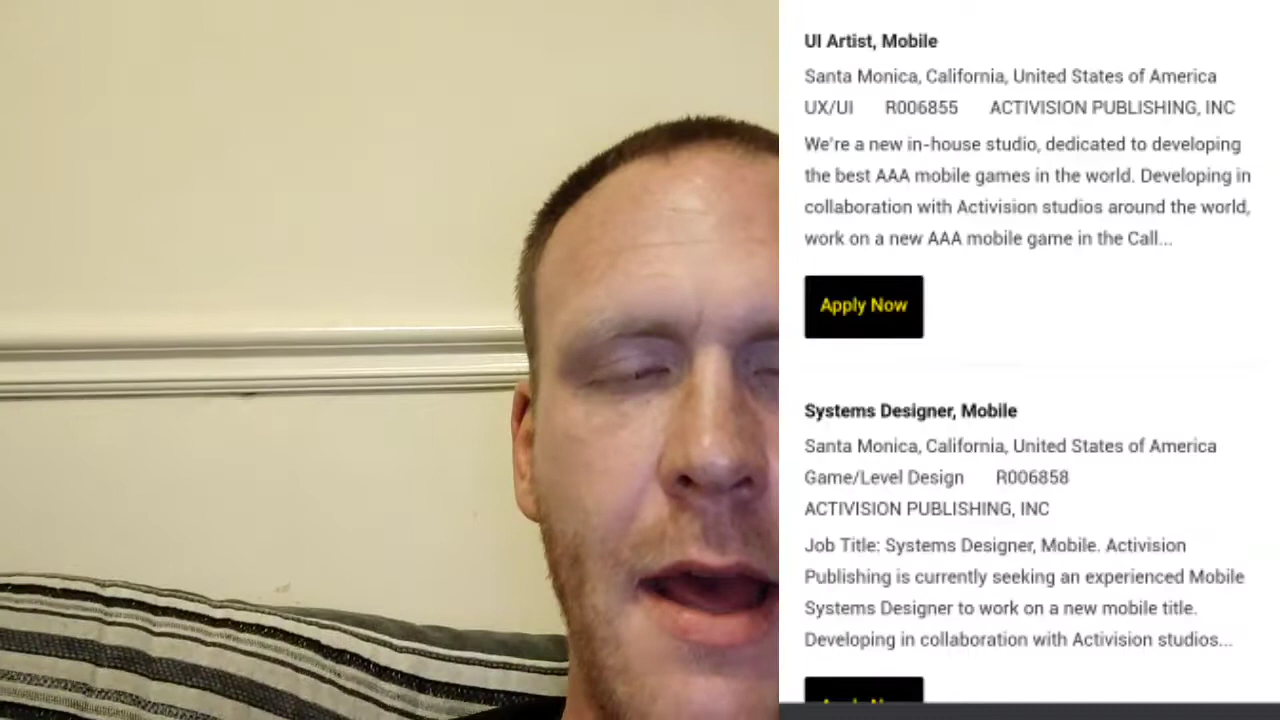 UI Artist, Mobile
Santa Monica, California, United States of America
UX/UI R006855 ACTIVISION PUBLISHING, INC
We're a new in-house studio, dedicated to developing
the best AAA mobile games in the world. Developing in
collaboration with Activision studios around the world,
work on a new AAA mobile game in the Call...
Apply Now
Systems Designer, Mobile
Santa Monica, California, United States of America
Game/Level Design R006858
ACTIVISION PUBLISHING, INC
Job Title: Systems Designer, Mobile. Activision
Publishing is currently seeking an experienced Mobile
Systems Designer to work on a new mobile title.
Developing in collaboration with Activision studios...